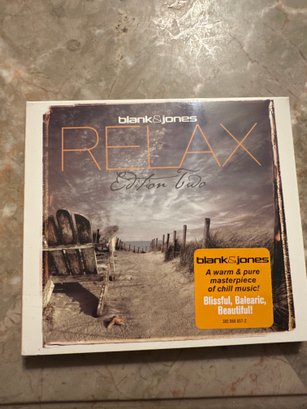 blank&jones
RELAX
Edition Two
blank&jones
A warm & pure
masterpiece
of chill music!
Blissful, Balearic,
Beautiful!